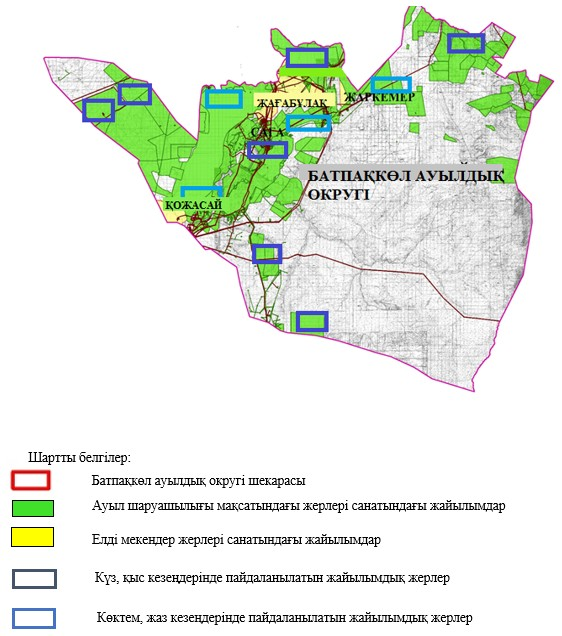 ЖАҒАБҰЛАҚ
ЖАРКЕМЕР
САҒА
БАТПАҚКӨЛ АУЫЛДЫҚ
ОКРУГІ
ҚОЖАСАЙ
Шартты белгілер:
Батпақкөл ауылдық округі шекарасы
Ауыл шаруашылығы мақсатындағы жерлері санатындағы жайылымдар
Елді мекендер жерлері санатындағы жайылымдар
Күз, қыс кезеңдерінде пайдаланылатын жайылымдық жерлер
Көктем, жаз кезеңдерінде пайдаланылатын жайылымдық жерлер